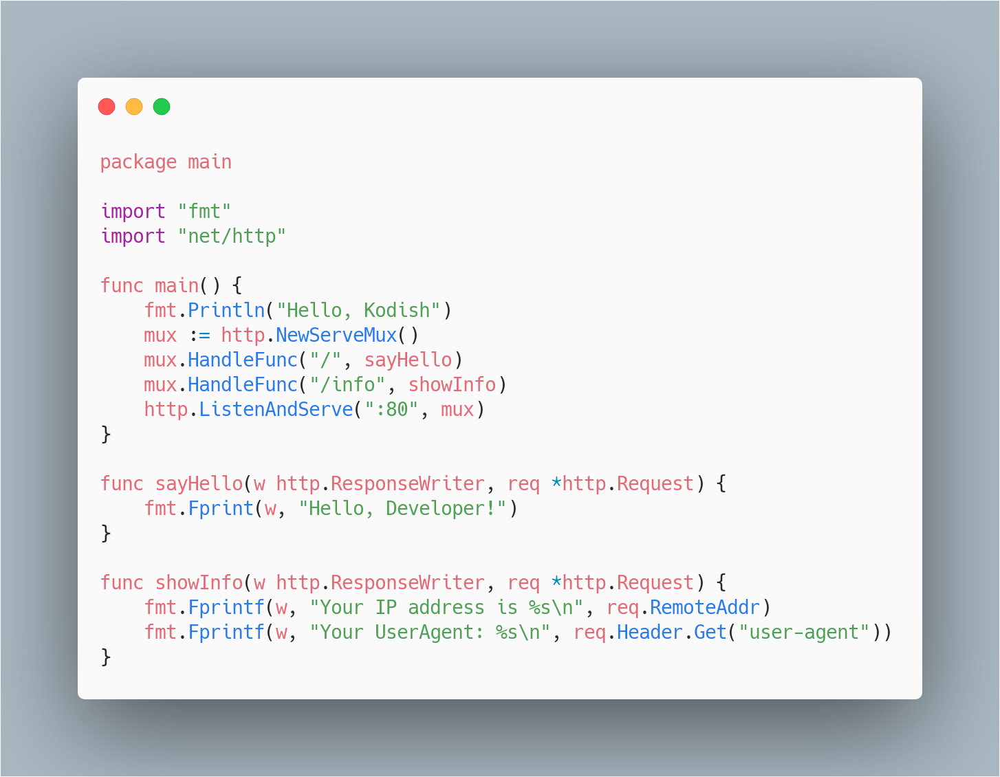 package main

import "fmt"
import "net/http"

func main() {
    fmt.Println("Hello, Kodish")
    mux := http.NewServeMux()
    mux.HandleFunc("/", sayHello)
    mux.HandleFunc("/info", showInfo)
    http.ListenAndServe(":80", mux)
}

func sayHello(w http.ResponseWriter, req *http.Request) {
    fmt.Fprint(w, "Hello, Developer!")
}

func showInfo(w http.ResponseWriter, req *http.Request) {
    fmt.Fprintf(w, "Your IP address is %s\n", req.RemoteAddr)
    fmt.Fprintf(w, "Your UserAgent: %s\n", req.Header.Get("user-agent"))
}